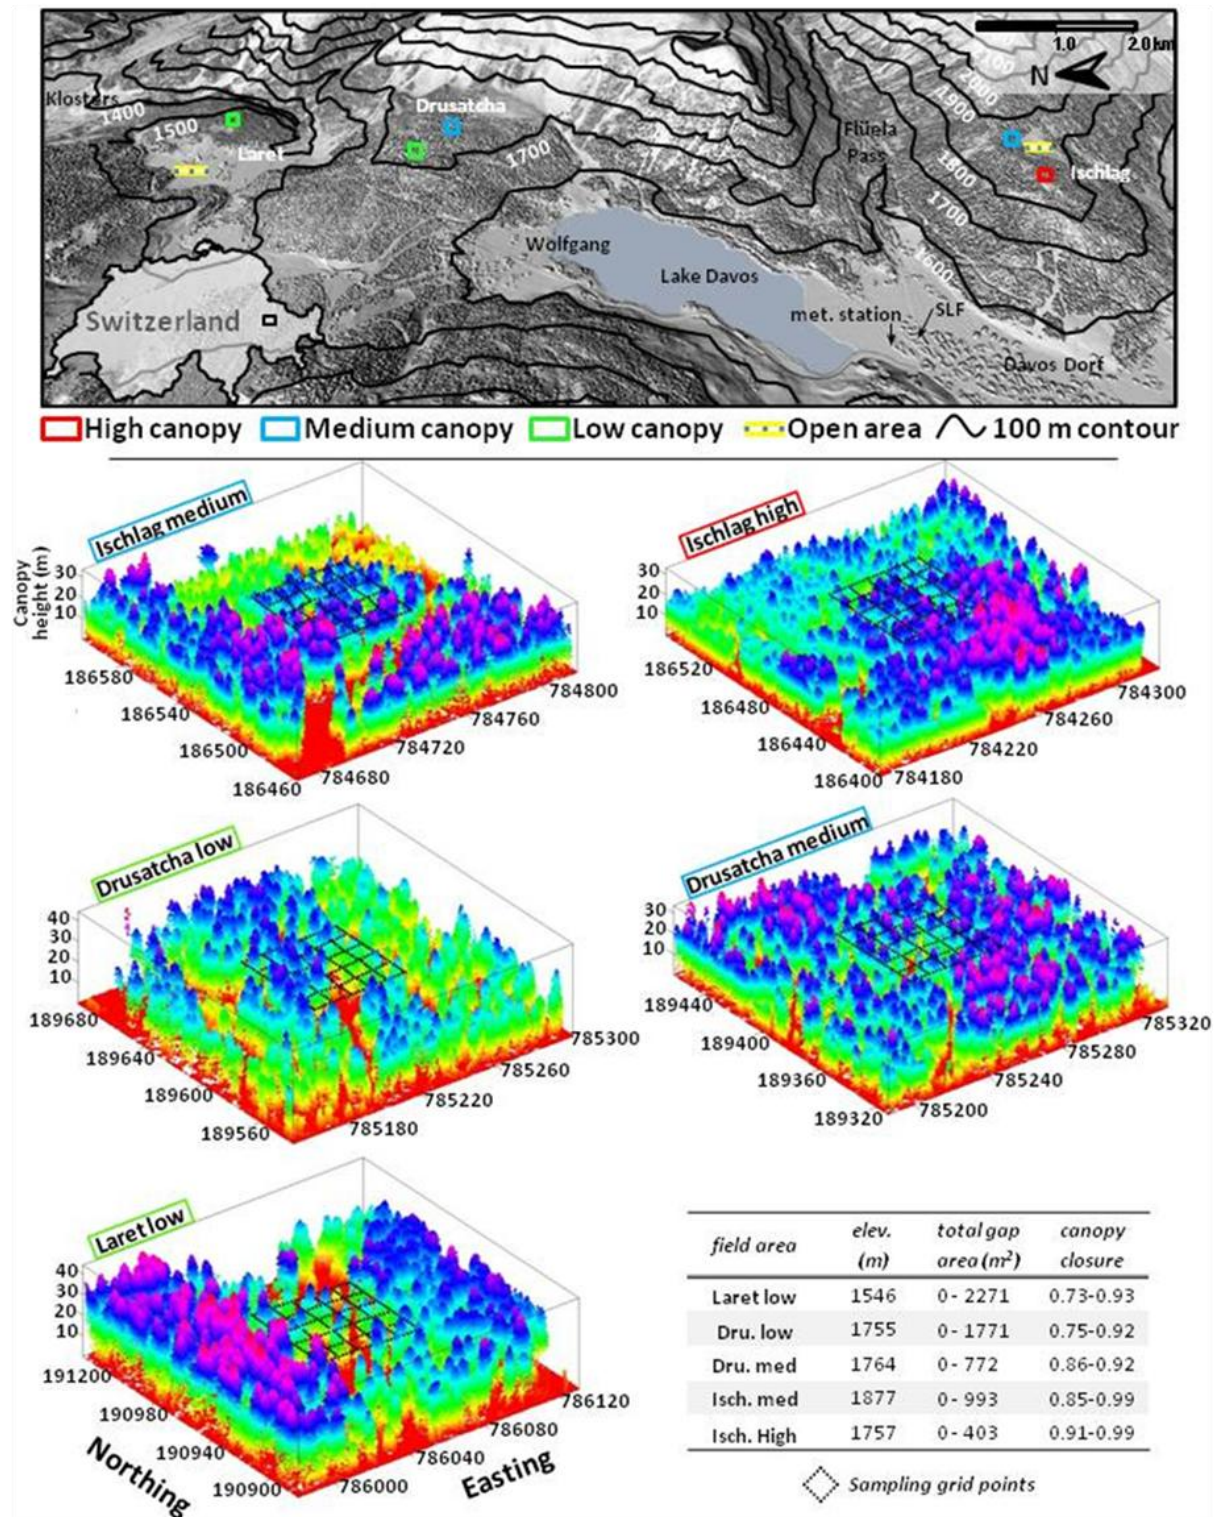 1.0 2.0km
N
2100
2000
1900
1800
1700
1600
Klosters
1400
1500
Laret
Drusatcha
1700
Flüela
Pass
Ischlag
Wolfgang
Lake Davos
met. station
SLF
Davos Dorf
Switzerland
High canopy Medium canopy Low canopy Open area 100 m contour
Ischlag medium
Canopy
height (m)
30
20
10
186580
186540
186500
186460
784680
784720
784760
784800
Ischlag high
30
20
10
186520
186480
186440
186400
784180
784220
784260
784300
Drusatcha low
40
30
20
10
189680
189640
189600
189560
785180
785220
785260
785300
Drusatcha medium
30
20
10
189440
189400
189360
189320
785200
785240
785280
785320
Laret low
40
30
20
10
191200
190980
190940
190900
786000
786040
786080
786120
Northing
Easting
field area elev. (m) total gap area (m²) canopy closure
Laret low 1546 0 - 2271 0.73-0.93
Dru. low 1755 0 - 1771 0.75-0.92
Dru. med 1764 0 - 772 0.86-0.92
Isch. med 1877 0 - 993 0.85-0.99
Isch. High 1757 0 - 403 0.91-0.99
Sampling grid points